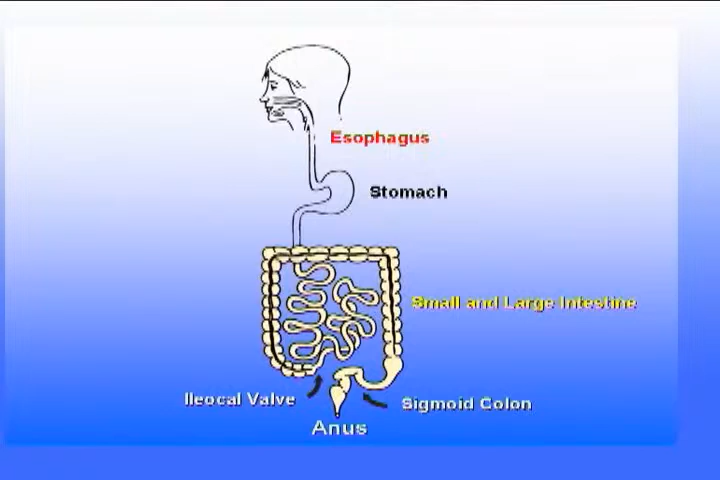 Esophagus
Stomach
Small and Large Intestine
Ileocal Valve
Sigmoid Colon
Anus